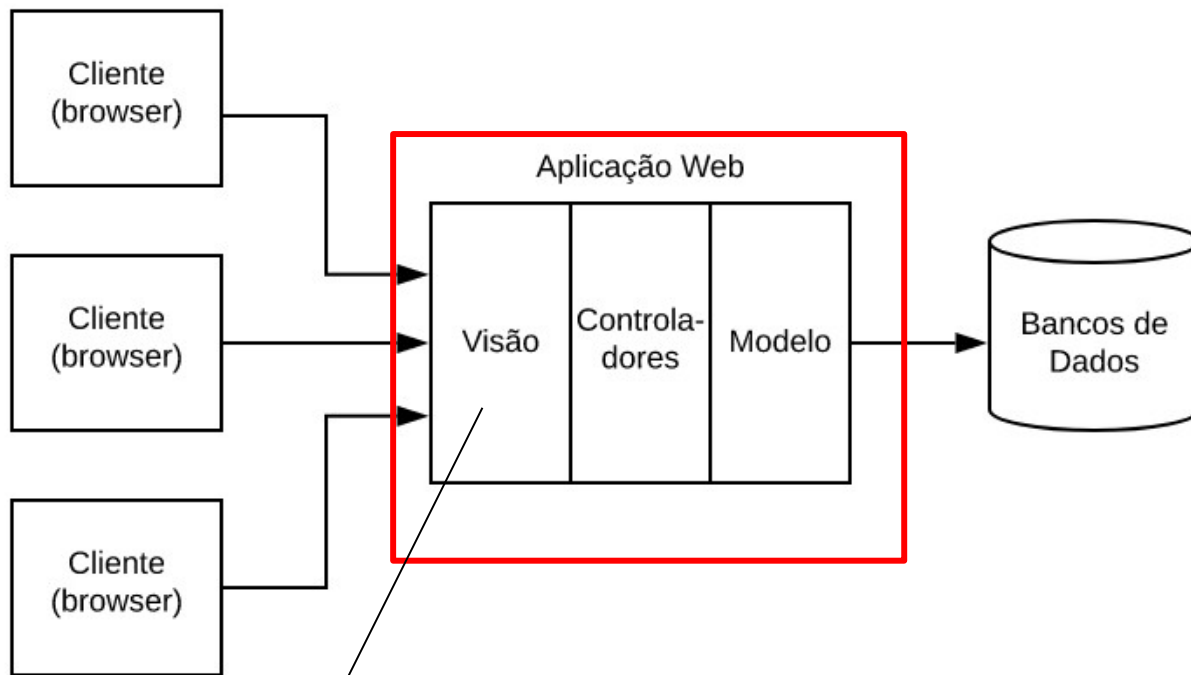 Cliente
(browser)
Aplicação Web
Cliente
(browser)
Visão
Controla-
dores
Modelo
Bancos de
Dados
Cliente
(browser)